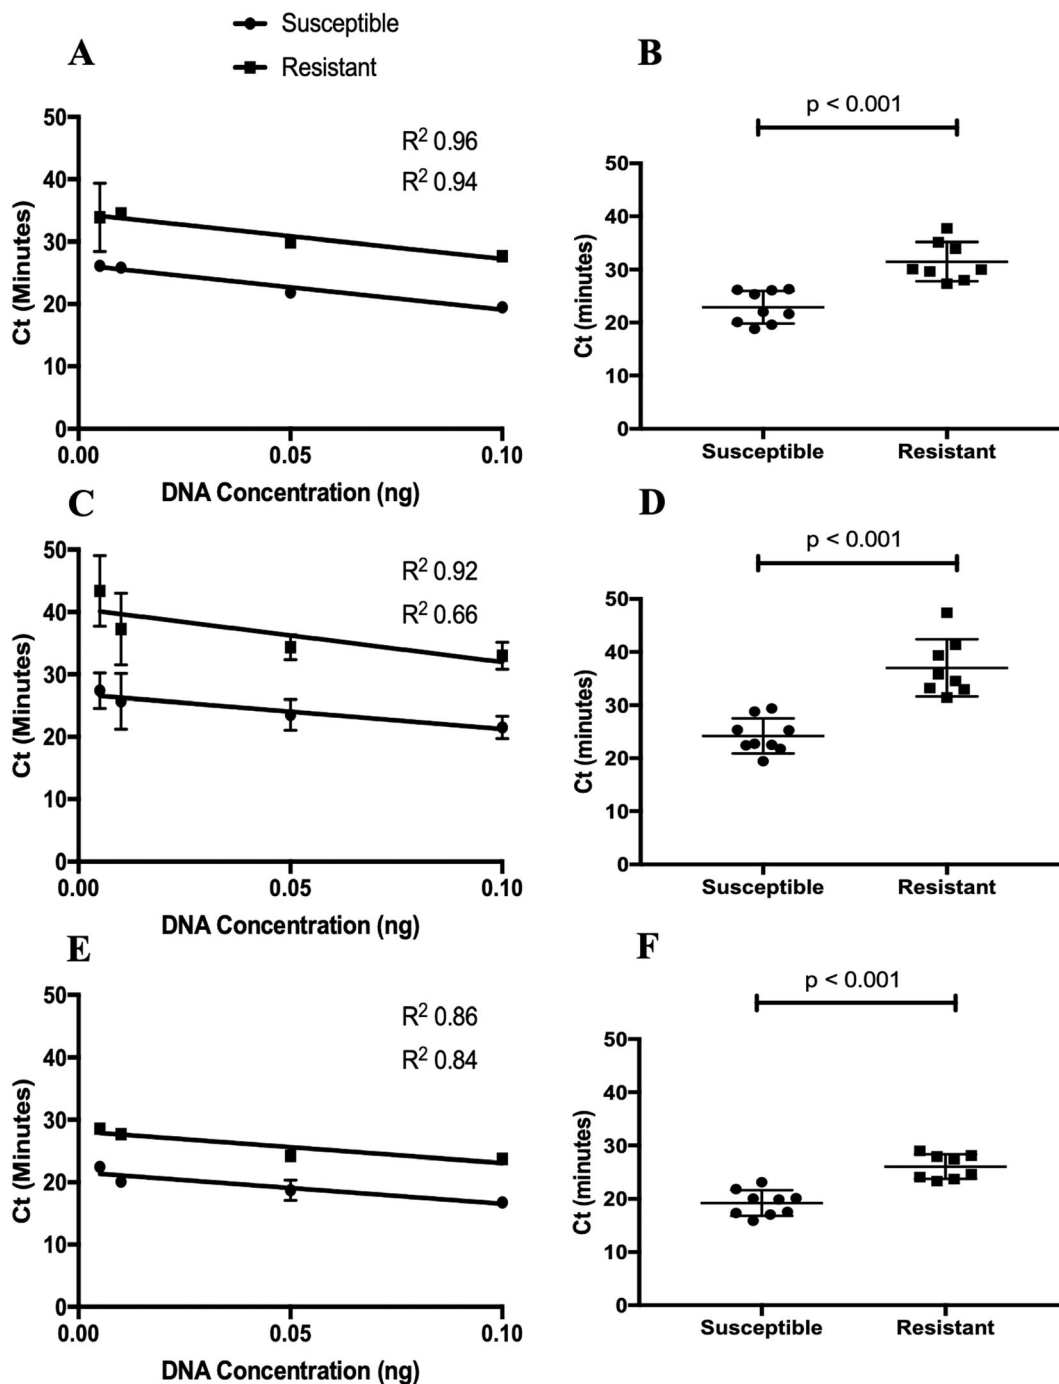 Susceptible
Resistant
A
R² 0.96
R² 0.94
50
40
30
20
10
0
Ct (Minutes)
0.00
0.05
0.10
DNA Concentration (ng)
B
p < 0.001
50
40
30
20
10
0
Ct (minutes)
Susceptible
Resistant
C
R² 0.92
R² 0.66
50
40
30
20
10
0
Ct (Minutes)
0.00
0.05
0.10
DNA Concentration (ng)
D
p < 0.001
50
40
30
20
10
0
Ct (minutes)
Susceptible
Resistant
E
R² 0.86
R² 0.84
50
40
30
20
10
0
Ct (Minutes)
0.00
0.05
0.10
DNA Concentration (ng)
F
p < 0.001
50
40
30
20
10
0
Ct (minutes)
Susceptible
Resistant